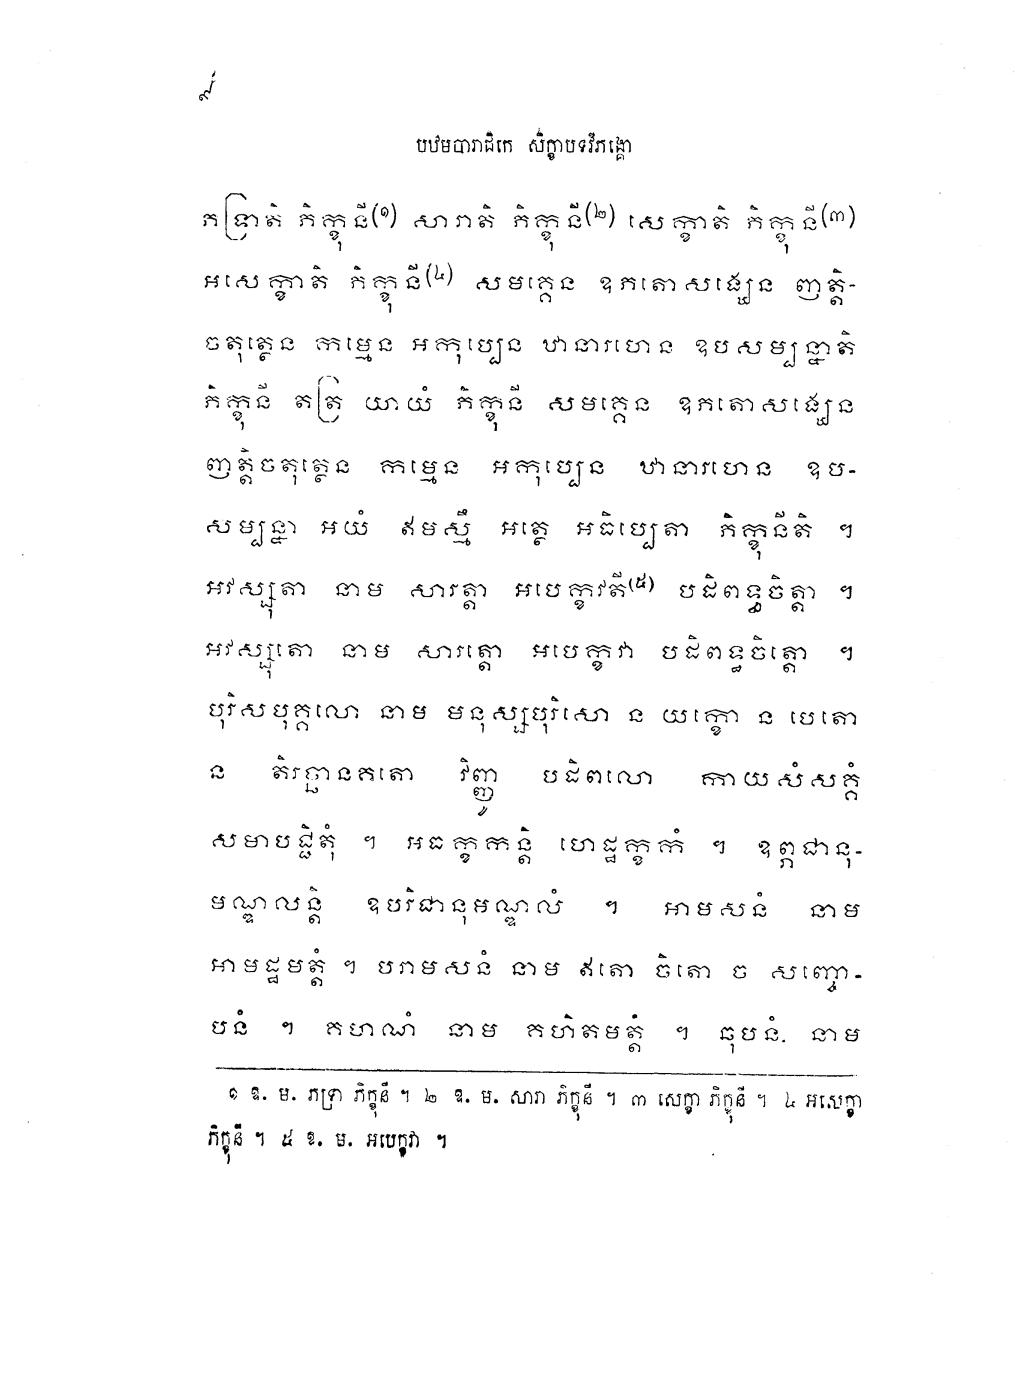 ៩
បឋមបារាជិកេ សិក្ខាបទវិភង្គោ
ភទ្រាតិ ភិក្ខុនី(១) សារាតិ ភិក្ខុនី(២) សេក្ខាតិ ភិក្ខុនី(៣)
អសេក្ខាតិ ភិក្ខុនី(៤) សមគ្គេន ឧភតោសង្ឃេន ញត្តិ-
ចតុត្ថេន កម្មេន អកុប្បេន ឋានារហេន ឧបសម្បន្នាតិ
ភិក្ខុនី តត្រ យាយំ ភិក្ខុនី សមគ្គេន ឧភតោសង្ឃេន
ញត្តិចតុត្ថេន កម្មេន អកុប្បេន ឋានារហេន ឧប-
សម្បន្នា អយំ ឥមស្មឹ អត្ថេ អធិប្បេតា ភិក្ខុនីតិ ។
អវស្សុតា នាម សារត្តា អបេក្ខវតី(៥) បដិពទ្ធចិត្តា ។
អវស្សុតោ នាម សារត្តោ អបេក្ខវា បដិពទ្ធចិត្តោ ។
បុរិសបុគ្គលោ នាម មនុស្សបុរិសោ ន យក្ខោ ន បេតោ
ន តិរច្ឆានគតោ វិញ្ញូ បដិពលោ កាយសំសគ្គំ
សមាបជ្ជិតុំ ។ អធក្ខកន្តិ ហេដ្ឋក្ខកំ ។ ឧព្ភជានុ-
មណ្ឌលន្តិ ឧបរិជានុមណ្ឌលំ ។ អាមសនំ នាម
អាមដ្ឋមត្តំ ។ បរាមសនំ នាម ឥតោ ចិតោ ច សញ្ចោ-
បនំ ។ គហណំ នាម គហិតមត្តំ ។ ឆុបនំ. នាម
១ ឧ. ម. ភទ្រា ភិក្ខុនី ។ ២ ឧ. ម. សារា ភិក្ខុនី ។ ៣ សេក្ខា ភិក្ខុនី ។ ៤ អសេក្ខា
ភិក្ខុនី ។ ៥ ឧ. ម. អបេក្ខវា ។